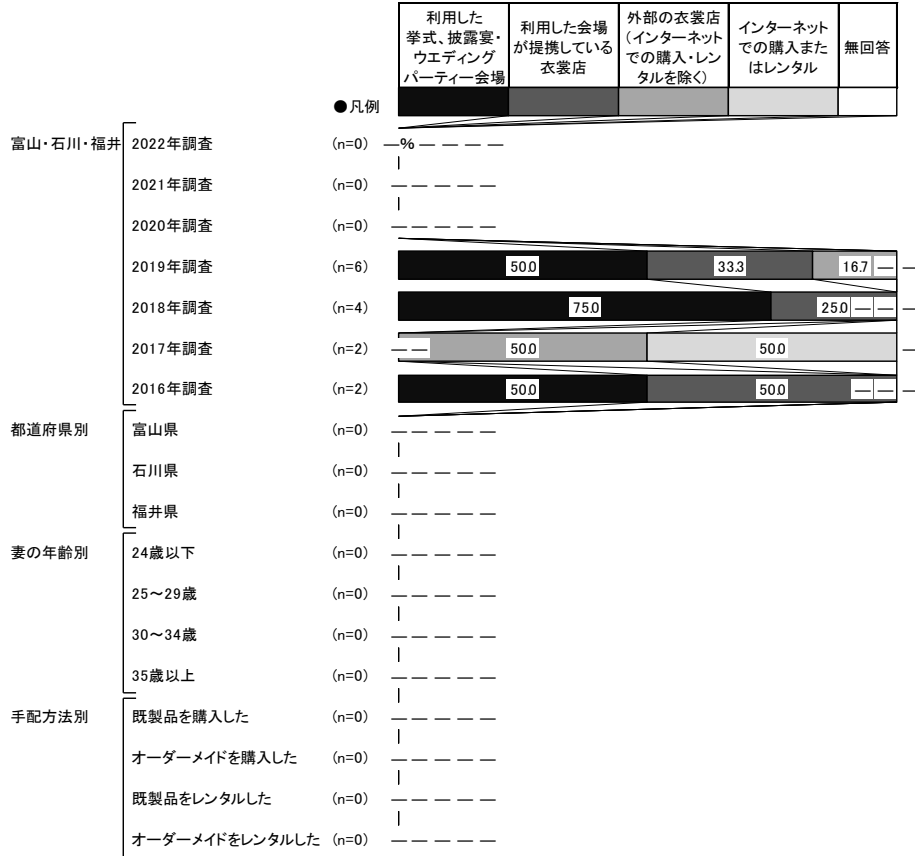 利用した
挙式、披露宴・
ウエディング
パーティー会場
利用した会場
が提携している
衣裳店
外部の衣裳店
(インターネット
での購入・レン
タルを除く)
インターネット
での購入また
はレンタル
無回答
●凡例
富山・石川・福井 2022年調査 (n=0) ―%― ― ― ―
2021年調査 (n=0) ― ― ― ― ―
2020年調査 (n=0) ― ― ― ― ―
2019年調査 (n=6) 50.0 33.3 16.7 ― ―
2018年調査 (n=4) 75.0 25.0 ― ― ―
2017年調査 (n=2) ― ― 50.0 50.0 ―
2016年調査 (n=2) 50.0 50.0 ― ― ―
都道府県別 富山県 (n=0) ― ― ― ― ―
石川県 (n=0) ― ― ― ― ―
福井県 (n=0) ― ― ― ― ―
妻の年齢別 24歳以下 (n=0) ― ― ― ― ―
25~29歳 (n=0) ― ― ― ― ―
30~34歳 (n=0) ― ― ― ― ―
35歳以上 (n=0) ― ― ― ― ―
手配方法別 既製品を購入した (n=0) ― ― ― ― ―
オーダーメイドを購入した (n=0) ― ― ― ― ―
既製品をレンタルした (n=0) ― ― ― ― ―
オーダーメイドをレンタルした (n=0) ― ― ― ― ―